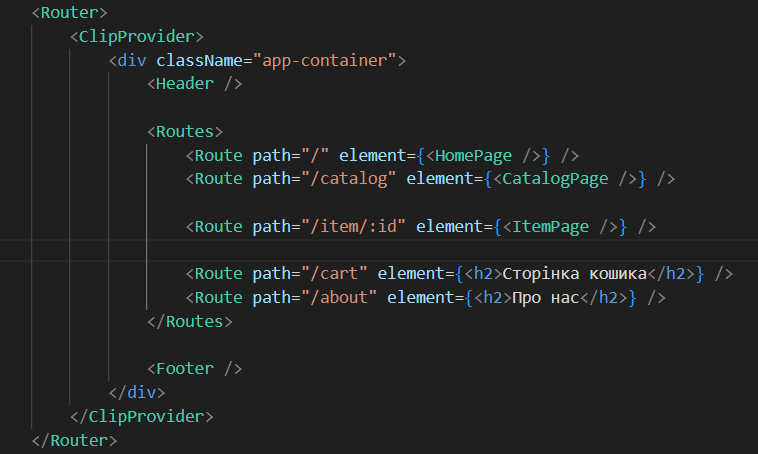 <Router>
<ClipProvider>
<div className="app-container">
<Header />
<Routes>
<Route path="/" element={<HomePage />} />
<Route path="/catalog" element={<CatalogPage />} />
<Route path="/item/:id" element={<ItemPage />} />
<Route path="/cart" element={<h2>Сторінка кошика</h2>} />
<Route path="/about" element={<h2>Про нас</h2>} />
</Routes>
<Footer />
</div>
</ClipProvider>
</Router>